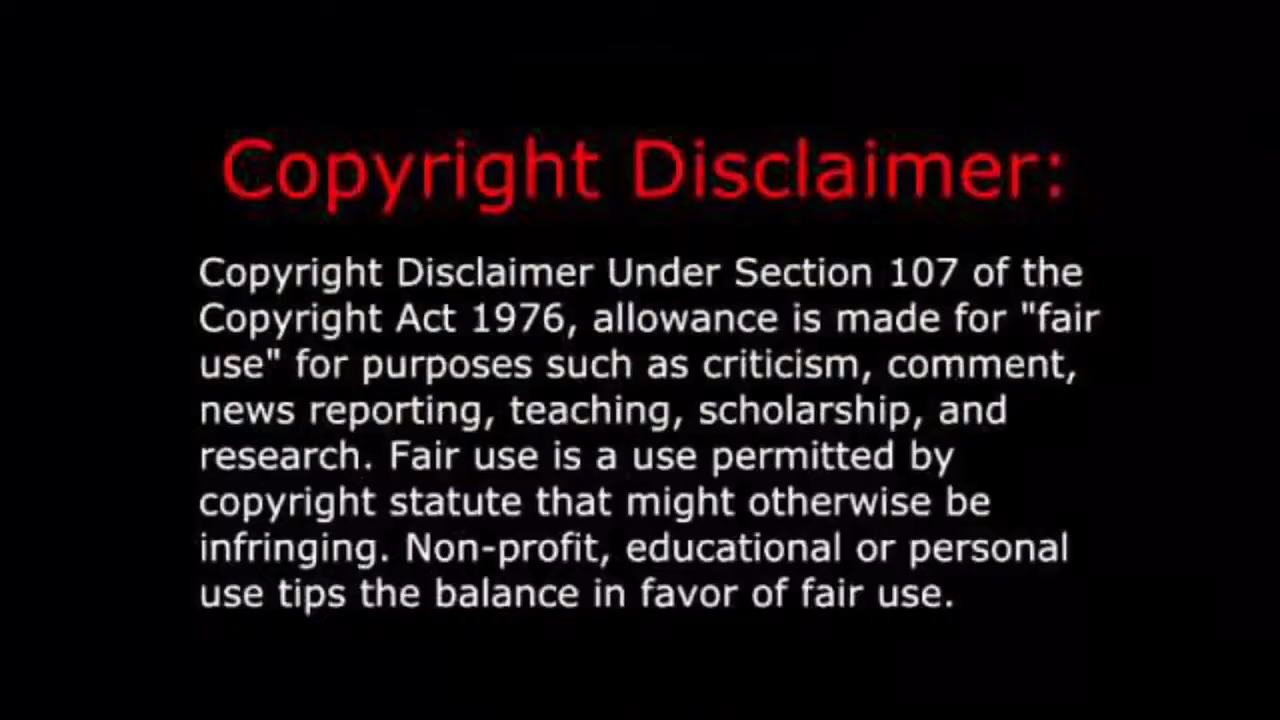 Copyright Disclaimer:
Copyright Disclaimer Under Section 107 of the
Copyright Act 1976, allowance is made for "fair
use" for purposes such as criticism, comment,
news reporting, teaching, scholarship, and
research. Fair use is a use permitted by
copyright statute that might otherwise be
infringing. Non-profit, educational or personal
use tips the balance in favor of fair use.